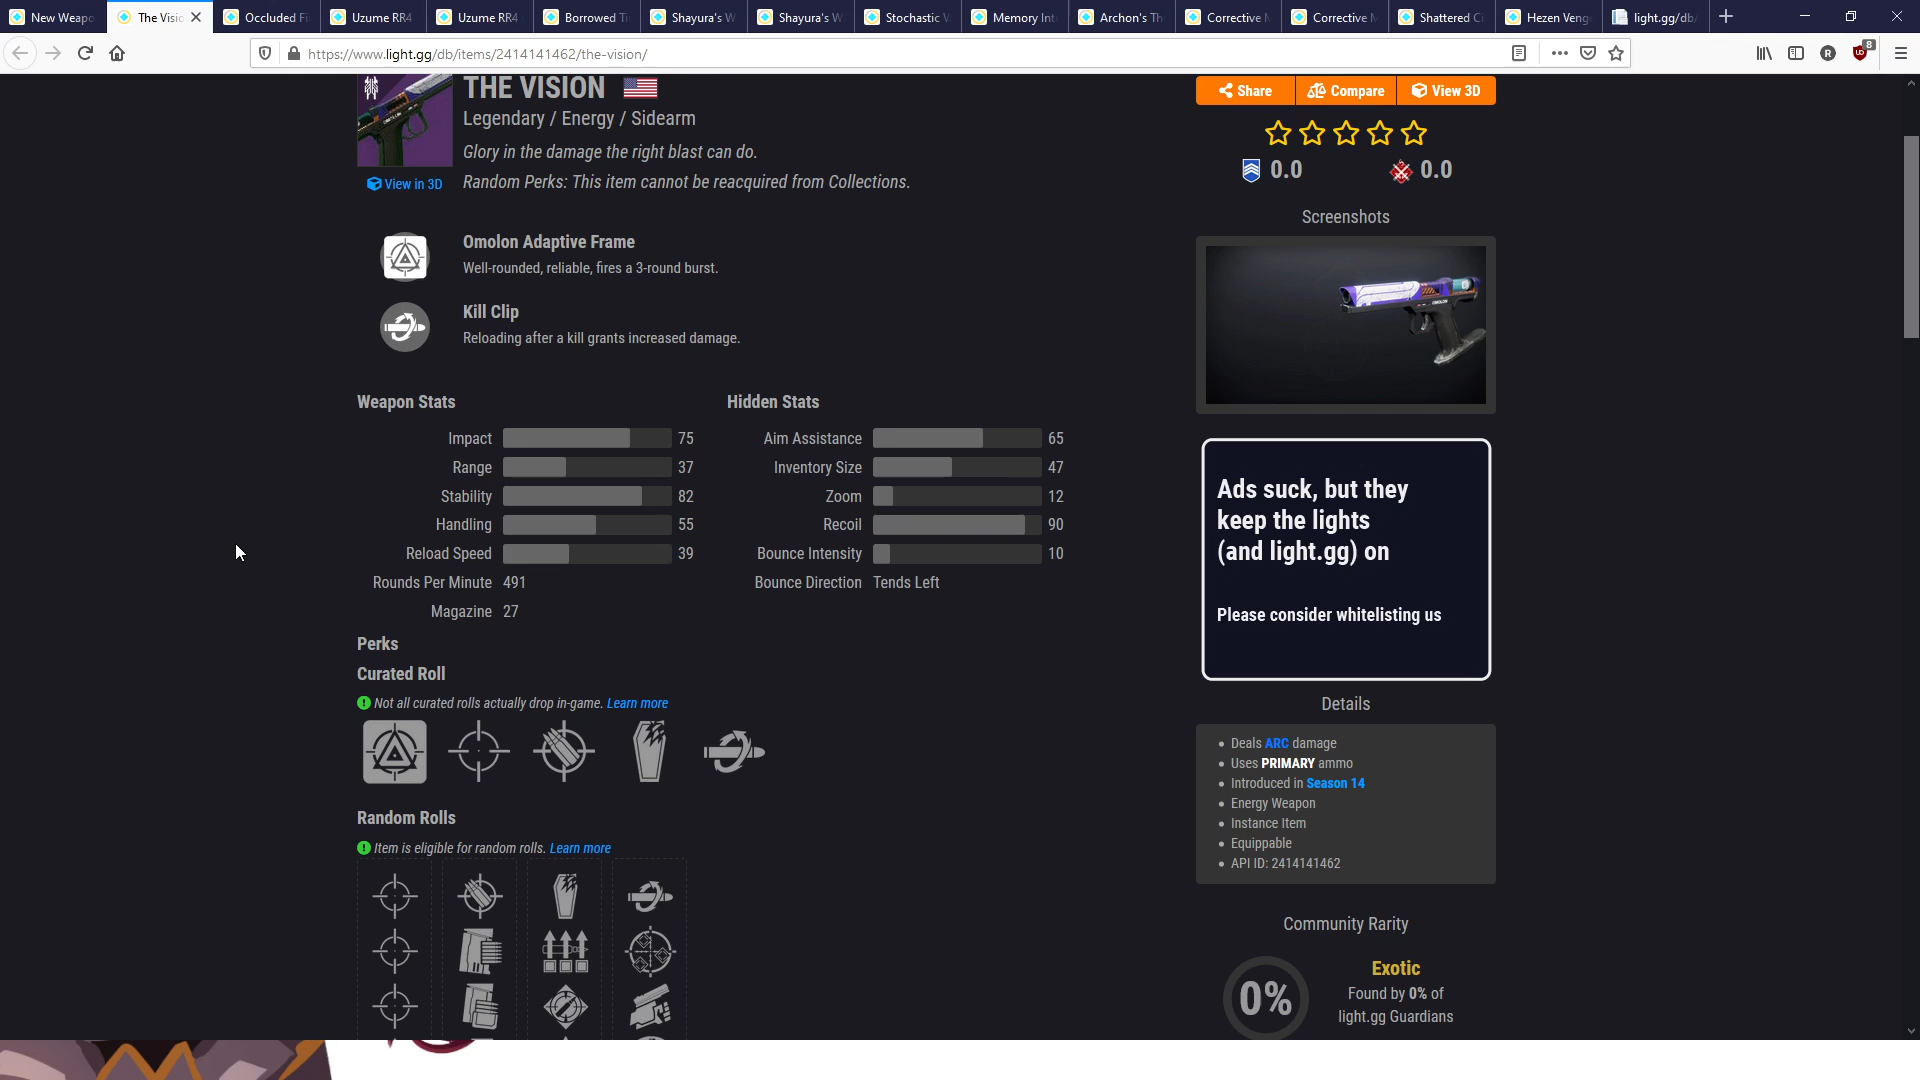 New Weapo
The Visio
Occluded Fi
Uzume RR4
Uzume RR4
Borrowed Ti
Shayura's W
Shayura's W
Stochastic V
Memory Int
Archon's Th
Corrective M
Corrective M
Shattered Ci
Hezen Veng
light.gg/db/
https://www.light.gg/db/items/2414141462/the-vision/
8
THE VISION
Legendary / Energy / Sidearm
Glory in the damage the right blast can do.
Random Perks: This item cannot be reacquired from Collections.
View in 3D
Omolon Adaptive Frame
Well-rounded, reliable, fires a 3-round burst.
Kill Clip
Reloading after a kill grants increased damage.
Weapon Stats
Impact 75
Range 37
Stability 82
Handling 55
Reload Speed 39
Rounds Per Minute 491
Magazine 27
Hidden Stats
Aim Assistance 65
Inventory Size 47
Zoom 12
Recoil 90
Bounce Intensity 10
Bounce Direction Tends Left
Perks
Curated Roll
Not all curated rolls actually drop in-game. Learn more
Random Rolls
Item is eligible for random rolls. Learn more
Share
Compare
View 3D
0.0
0.0
Screenshots
OMOLON
Ads suck, but they
keep the lights
(and light.gg) on
Please consider whitelisting us
Details
Deals ARC damage
Uses PRIMARY ammo
Introduced in Season 14
Energy Weapon
Instance Item
Equippable
API ID: 2414141462
Community Rarity
0%
Exotic
Found by 0% of
light.gg Guardians